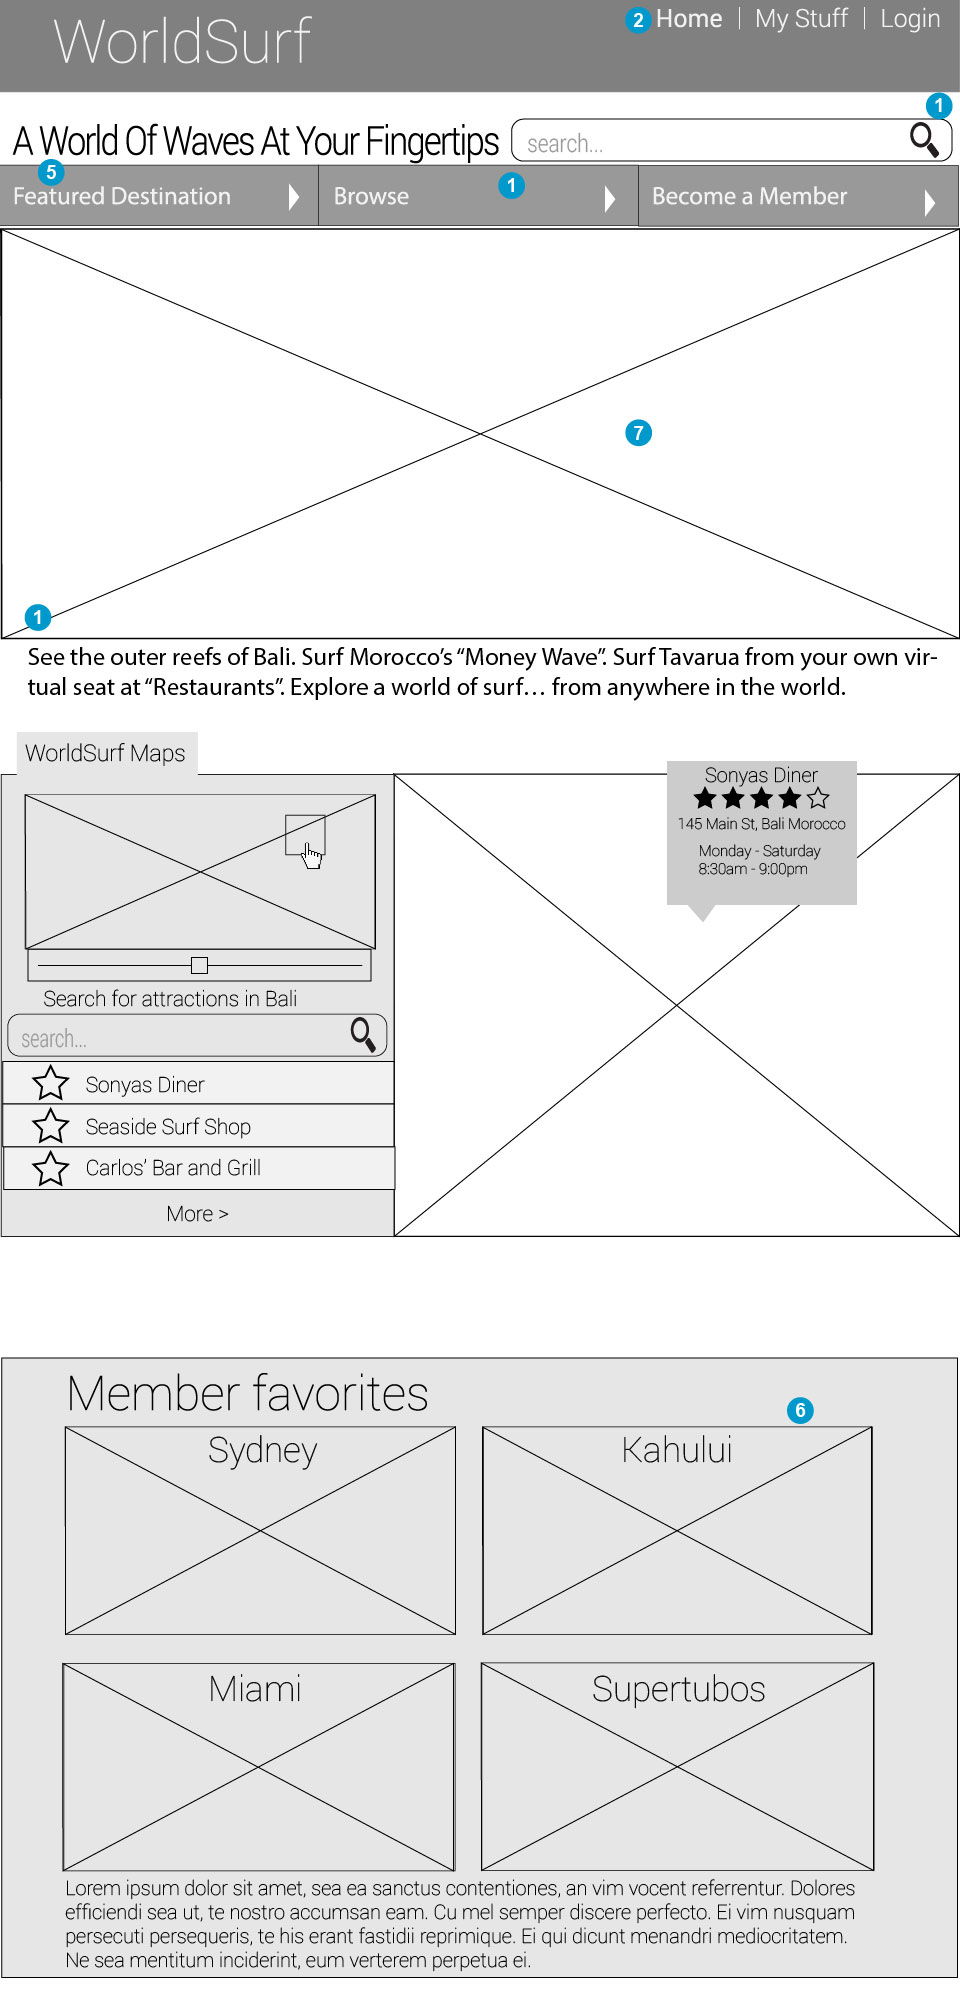 WorldSurf
2 Home | My Stuff | Login
1
A World Of Waves At Your Fingertips
search...
5
Featured Destination
Browse
1
Become a Member
7
1
See the outer reefs of Bali. Surf Morocco’s “Money Wave”. Surf Tavarua from your own vir-
tual seat at “Restaurants”. Explore a world of surf… from anywhere in the world.
WorldSurf Maps
Search for attractions in Bali
search...
Sonyas Diner
Seaside Surf Shop
Carlos’ Bar and Grill
More >
Sonyas Diner
145 Main St, Bali Morocco
Monday - Saturday
8:30am - 9:00pm
Member favorites
6
Sydney
Kahului
Miami
Supertubos
Lorem ipsum dolor sit amet, sea ea sanctus contentiones, an vim vocent referrentur. Dolores
efficiendi sea ut, te nostro accumsan eam. Cu mel semper discere perfecto. Ei vim nusquam
persecuti persequeris, te his erant fastidii reprimique. Ei qui dicunt menandri mediocritatem.
Ne sea mentitum inciderint, eum verterem perpetua ei.